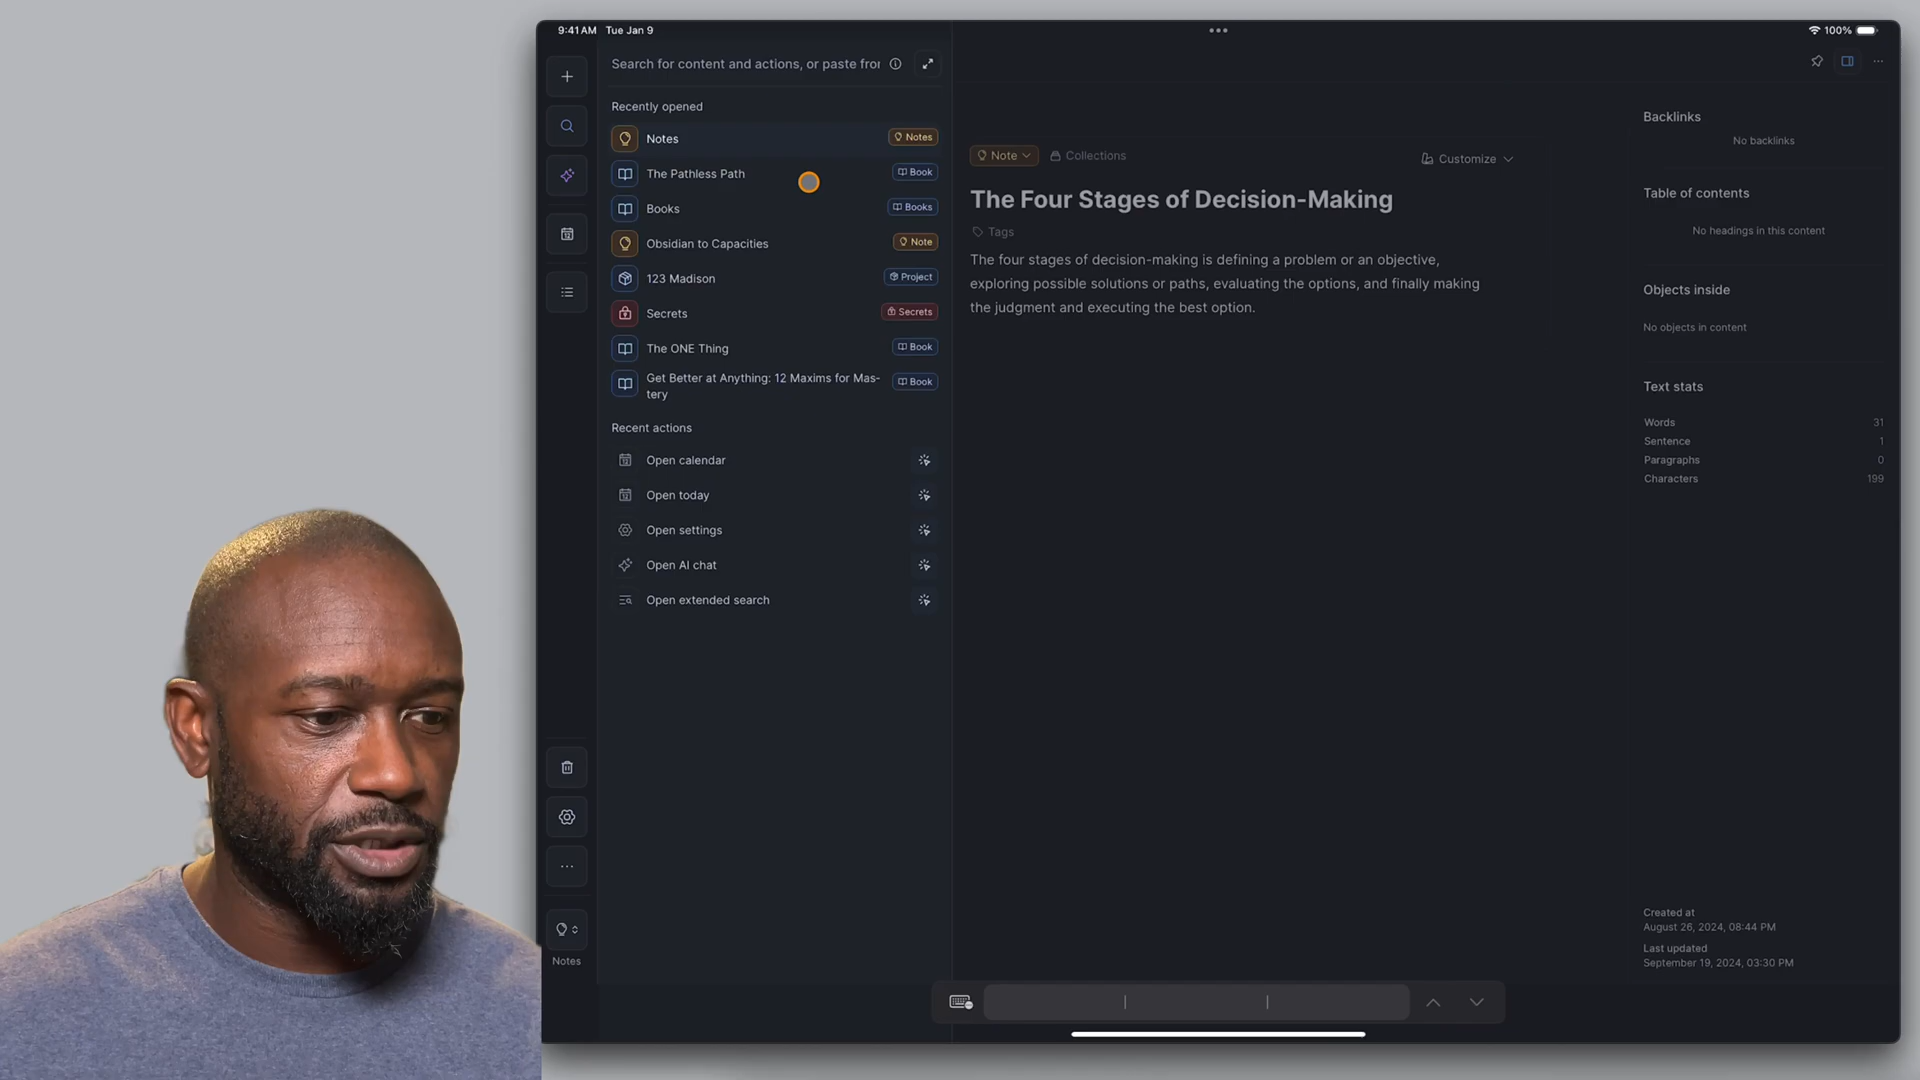 9:41 AM Tue Jan 9
100%
Search for content and actions, or paste fro
Recently opened
Notes
Notes
The Pathless Path
Book
Books
Books
Obsidian to Capacities
Note
123 Madison
Project
Secrets
Secrets
The ONE Thing
Book
Get Better at Anything: 12 Maxims for Mas-
tery
Book
Recent actions
Open calendar
Open today
Open settings
Open AI chat
Open extended search
Notes
Note
Collections
Customize
The Four Stages of Decision-Making
Tags
The four stages of decision-making is defining a problem or an objective,
exploring possible solutions or paths, evaluating the options, and finally making
the judgment and executing the best option.
Backlinks
No backlinks
Table of contents
No headings in this content
Objects inside
No objects in content
Text stats
Words 31
Sentence 1
Paragraphs 0
Characters 199
Created at
August 26, 2024, 08:44 PM
Last updated
September 19, 2024, 03:30 PM